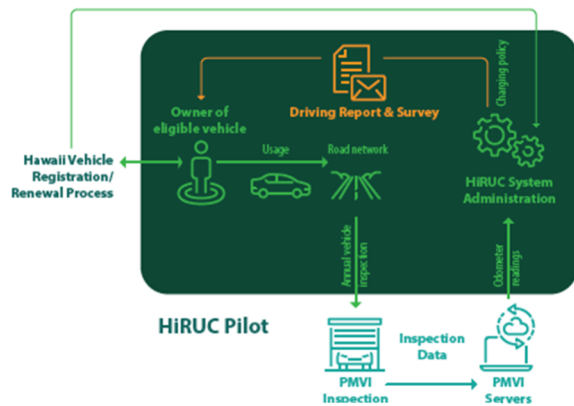 Owner of
eligible vehicle
Driving Report & Survey
Charging policy
Usage
Road network
Hawaii Vehicle
Registration/
Renewal Process
HiRUC System
Administration
Annual vehicle
inspection
Odometer
readings
HiRUC Pilot
Inspection
Data
PMVI
Inspection
PMVI
Servers